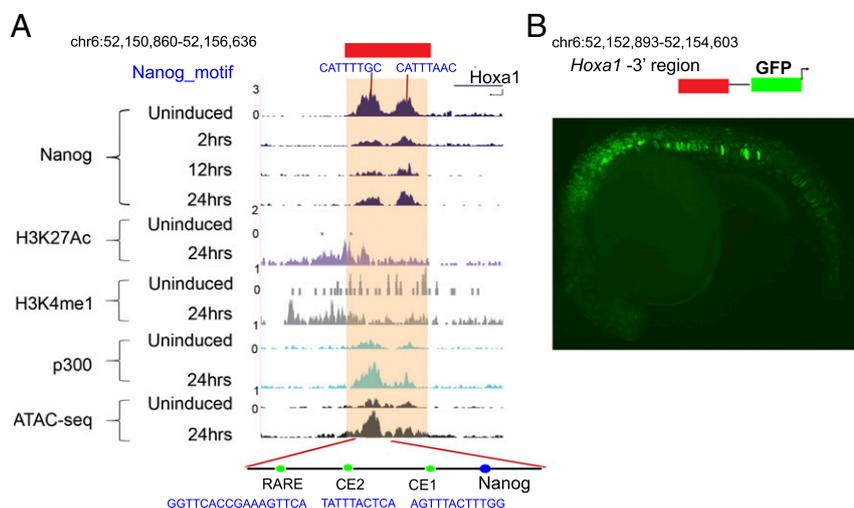 A
B
chr6:52,150,860-52,156,636
chr6:52,152,893-52,154,603
Hoxa1 -3' region
GFP
Nanog_motif
CATTTTGC CATTTAAC
Hoxa1
3
Uninduced
0
2hrs
Nanog
12hrs
24hrs
2
Uninduced
H3K27Ac
0
24hrs
1
Uninduced
0
H3K4me1
24hrs
1
Uninduced
0
p300
24hrs
1
Uninduced
0
ATAC-seq
24hrs
RARE CE2 CE1 Nanog
GGTTCACCGAAAGTTCA TATTTACTCA AGTTTACTTTGG